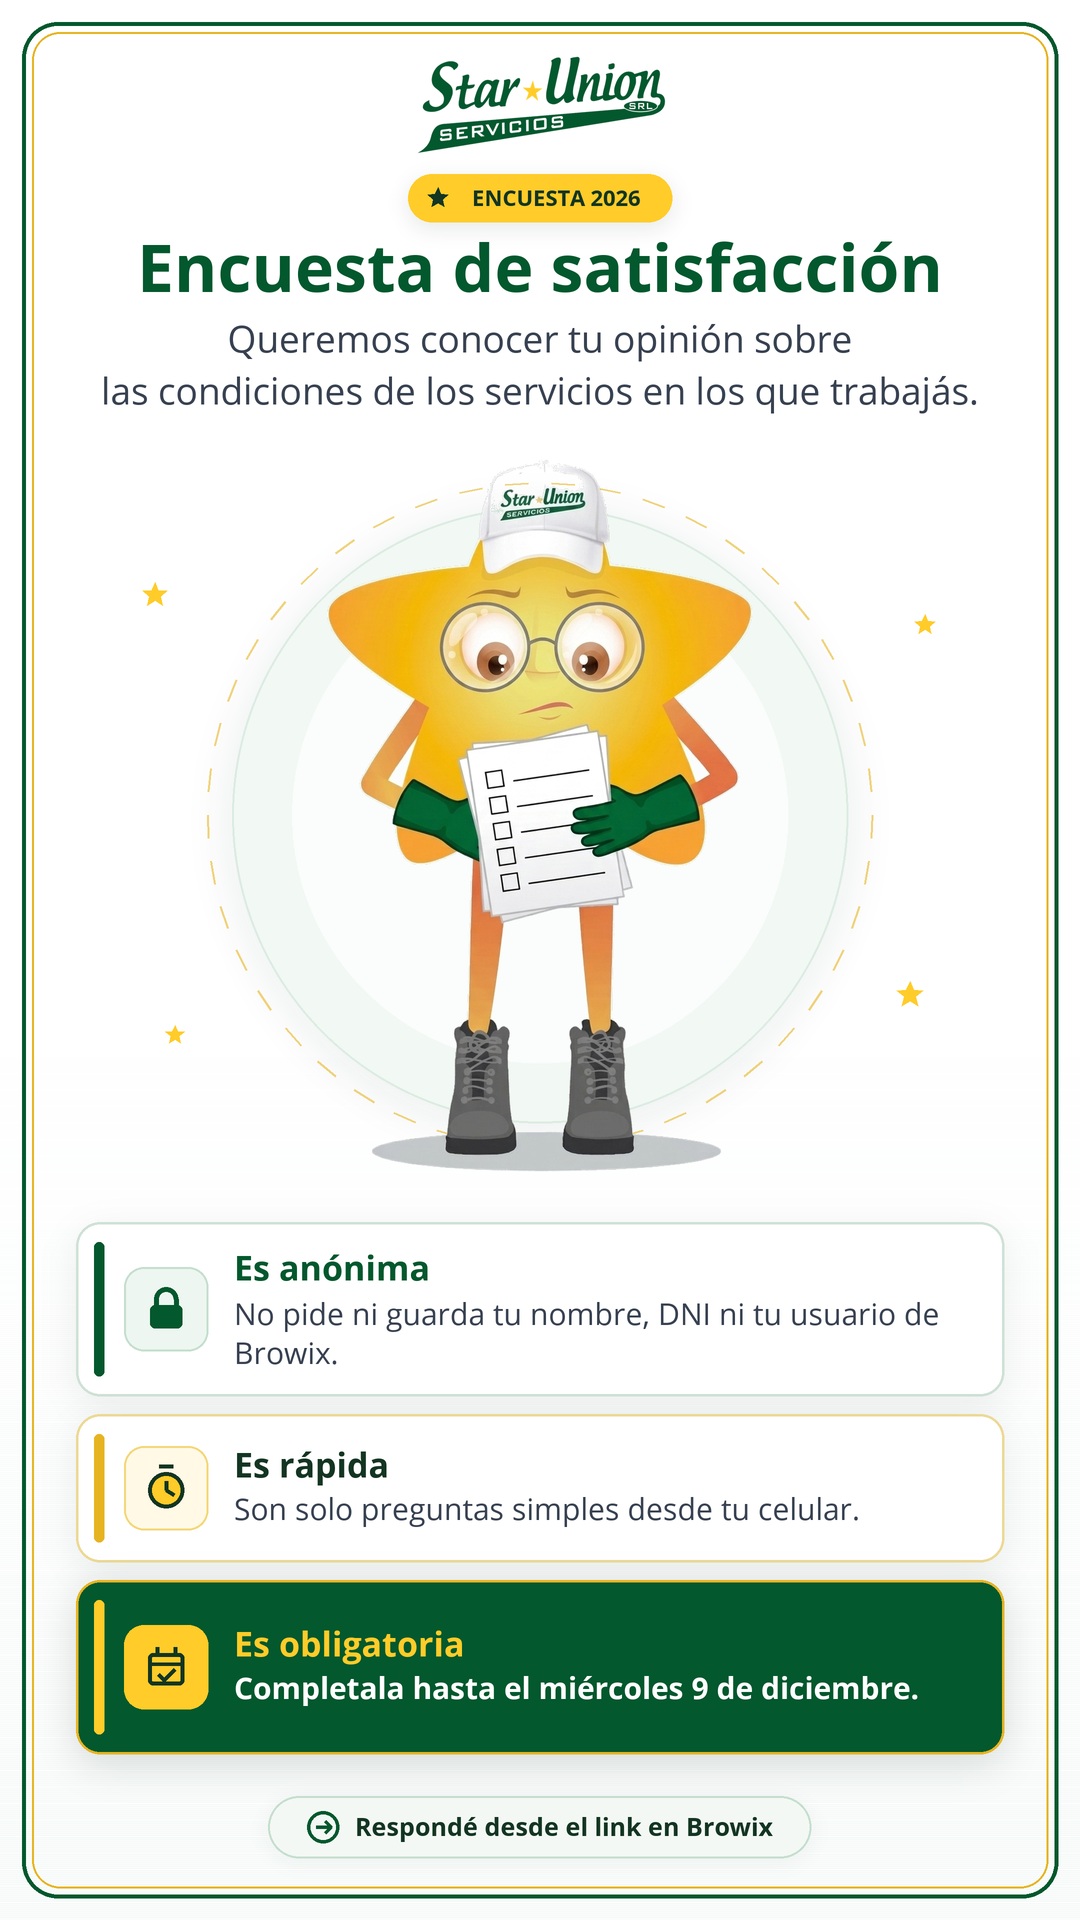 Star Union
SRL
SERVICIOS
ENCUESTA 2026
Encuesta de satisfacción
Queremos conocer tu opinión sobre
las condiciones de los servicios en los que trabajás.
Star Union
SERVICIOS
Es anónima
No pide ni guarda tu nombre, DNI ni tu usuario de
Browix.
Es rápida
Son solo preguntas simples desde tu celular.
Es obligatoria
Completala hasta el miércoles 9 de diciembre.
Respondé desde el link en Browix